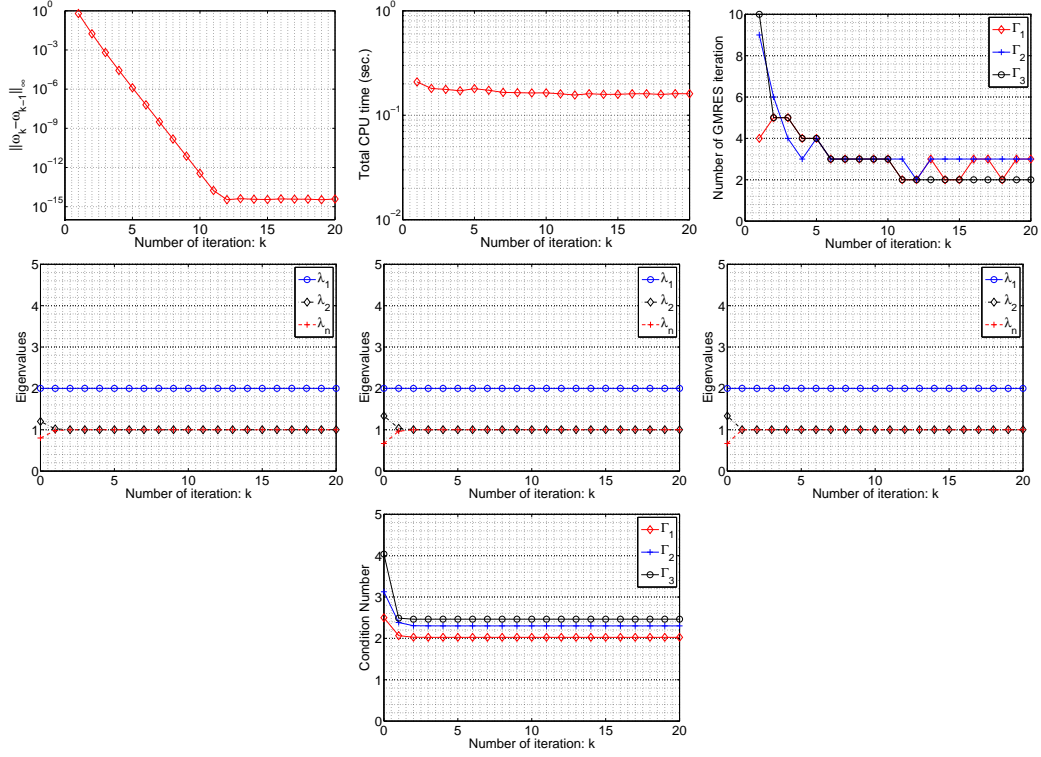 10^0
10^-3
10^-6
10^-9
10^-12
10^-15
||ω_k−ω_{k−1}||_∞
0 5 10 15 20
Number of iteration: k
10^0
10^-1
10^-2
Total CPU time (sec.)
0 5 10 15 20
Number of iteration: k
10
8
6
4
2
0
Number of GMRES iteration
Γ_1
Γ_2
Γ_3
0 5 10 15 20
Number of iteration: k
5
4
3
2
1
0
Eigenvalues
λ_1
λ_2
λ_n
0 5 10 15 20
Number of iteration: k
5
4
3
2
1
0
Eigenvalues
λ_1
λ_2
λ_n
0 5 10 15 20
Number of iteration: k
5
4
3
2
1
0
Eigenvalues
λ_1
λ_2
λ_n
0 5 10 15 20
Number of iteration: k
5
4
3
2
1
0
Condition Number
Γ_1
Γ_2
Γ_3
0 5 10 15 20
Number of iteration: k